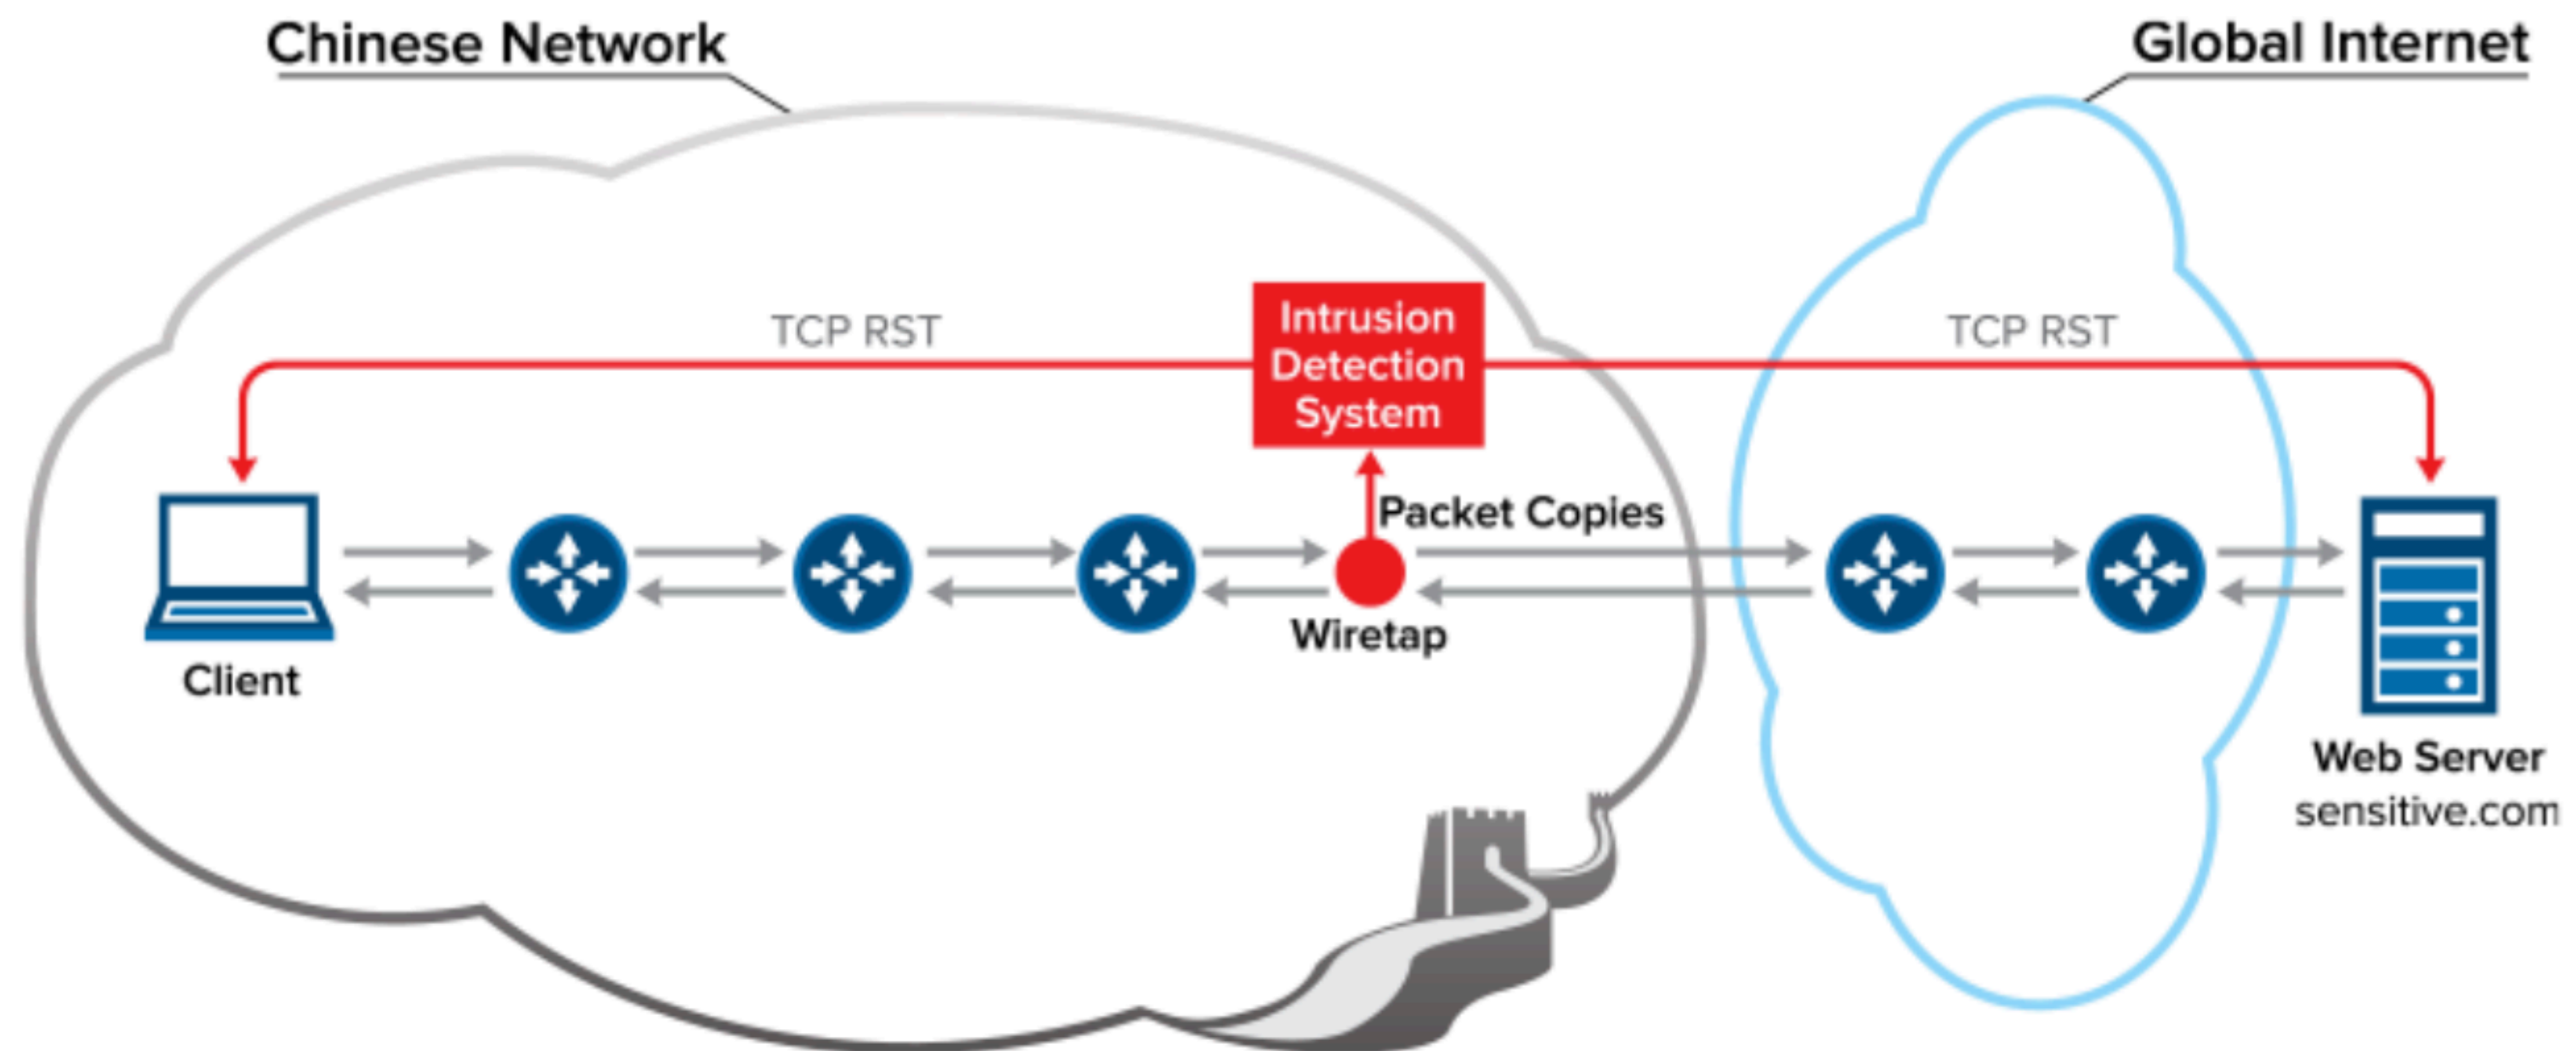 Chinese Network
Global Internet
TCP RST
Intrusion
Detection
System
TCP RST
Packet Copies
Wiretap
Client
Web Server
sensitive.com